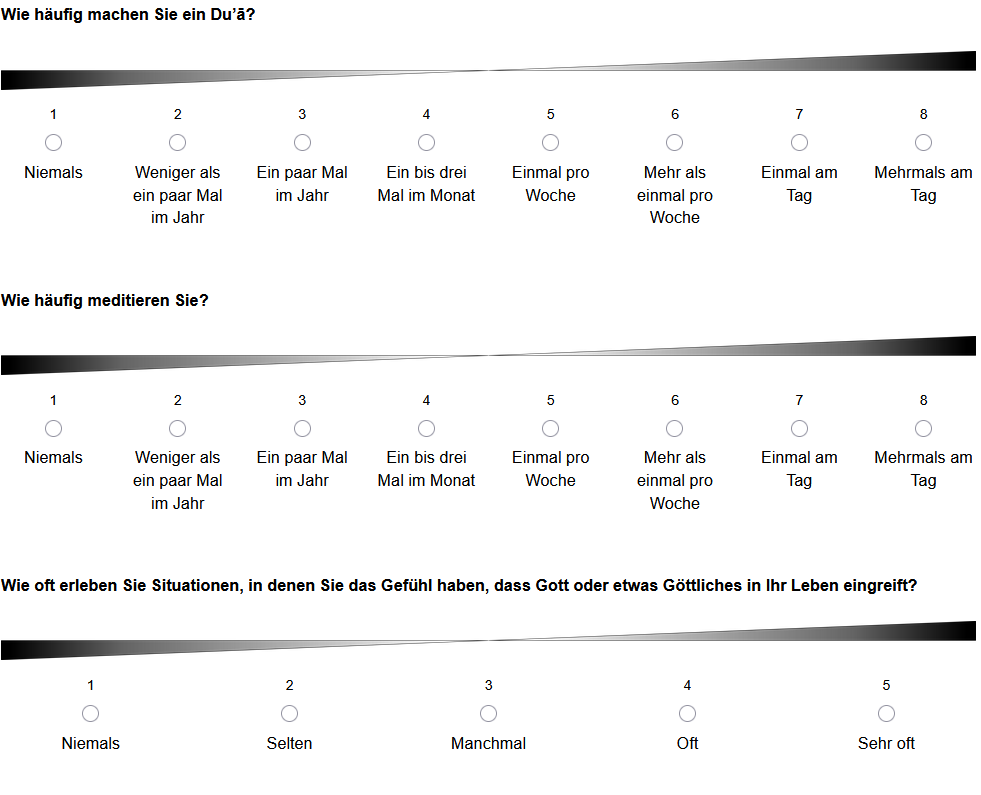 Wie häufig machen Sie ein Du’ā?
1 2 3 4 5 6 7 8
Niemals Weniger als Ein paar Mal Ein bis drei Einmal pro Mehr als Einmal am Mehrmals am
ein paar Mal im Jahr Mal im Monat Woche einmal pro Tag Tag
im Jahr Woche
Wie häufig meditieren Sie?
1 2 3 4 5 6 7 8
Niemals Weniger als Ein paar Mal Ein bis drei Einmal pro Mehr als Einmal am Mehrmals am
ein paar Mal im Jahr Mal im Monat Woche einmal pro Tag Tag
im Jahr Woche
Wie oft erleben Sie Situationen, in denen Sie das Gefühl haben, dass Gott oder etwas Göttliches in Ihr Leben eingreift?
1 2 3 4 5
Niemals Selten Manchmal Oft Sehr oft